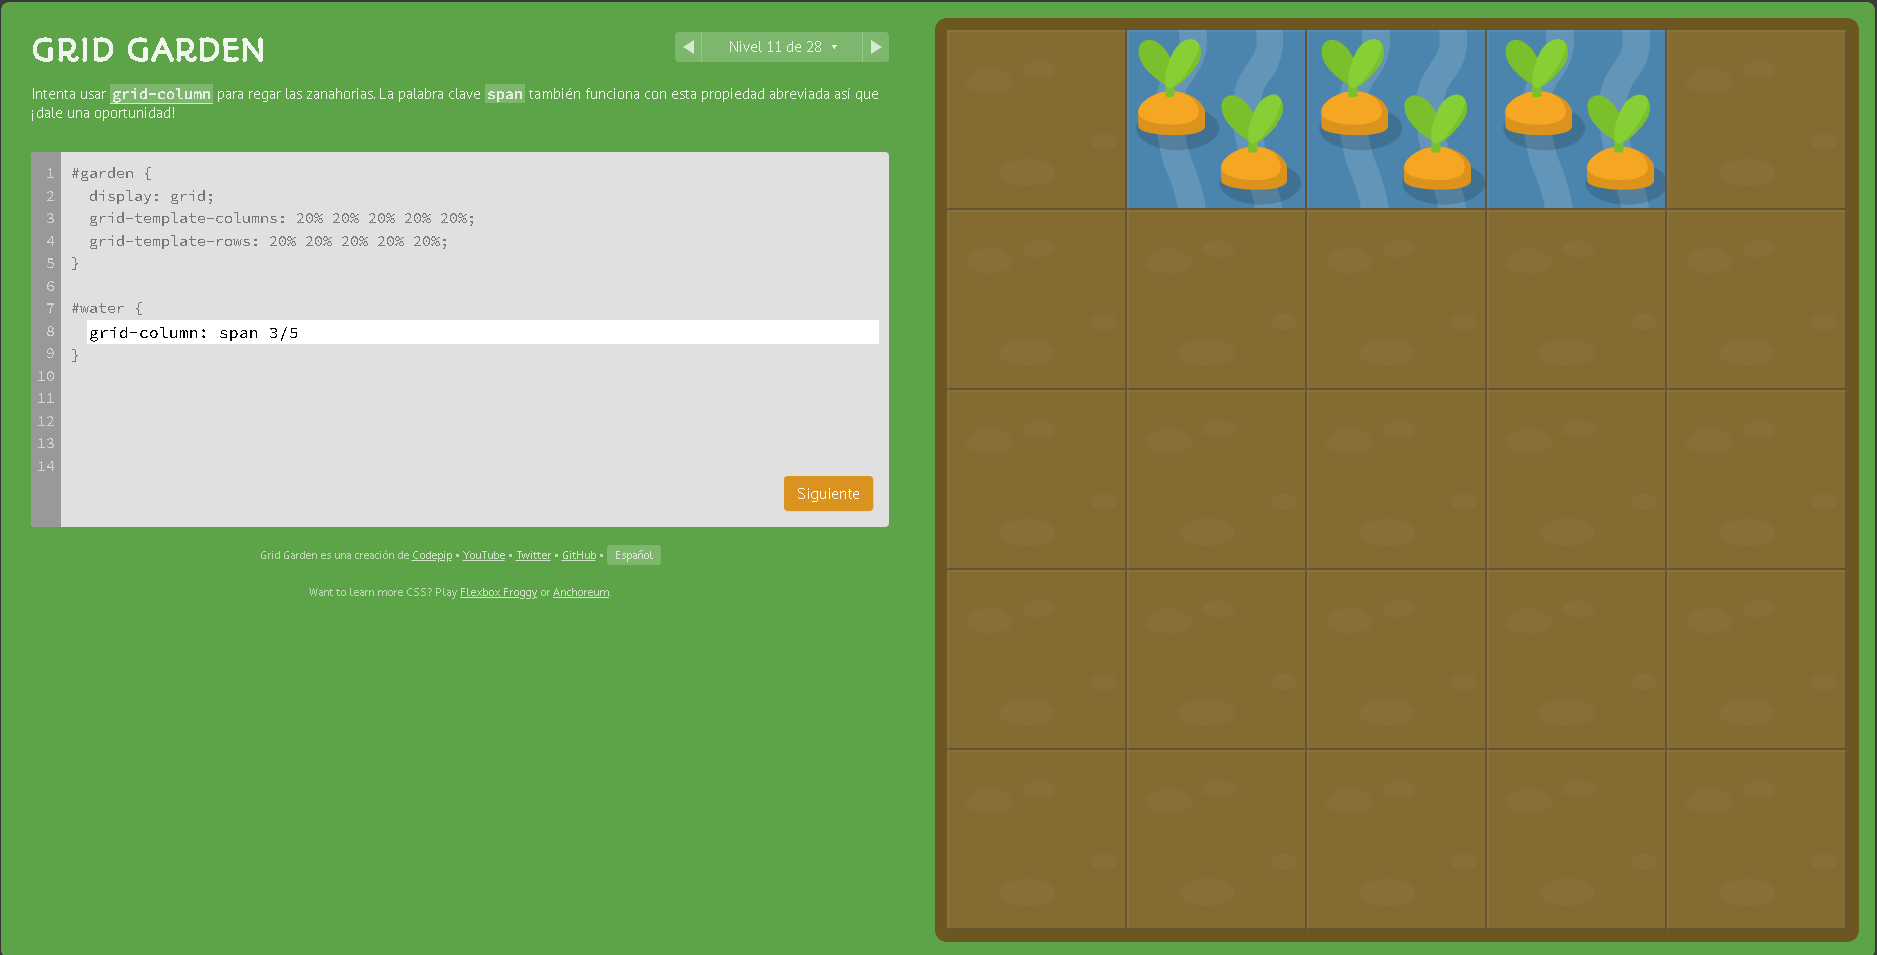 GRID GARDEN
Nivel 11 de 28 ▾
Intenta usar grid-column para regar las zanahorias. La palabra clave span también funciona con esta propiedad abreviada así que
¡dale una oportunidad!
1 #garden {
2 display: grid;
3 grid-template-columns: 20% 20% 20% 20% 20%;
4 grid-template-rows: 20% 20% 20% 20% 20%;
5 }
6
7 #water {
8 grid-column: span 3/5
9 }
10
11
12
13
14
Siguiente
Grid Garden es una creación de Codepip • YouTube • Twitter • GitHub • Español
Want to learn more CSS? Play Flexbox Froggy or Anchoreum.